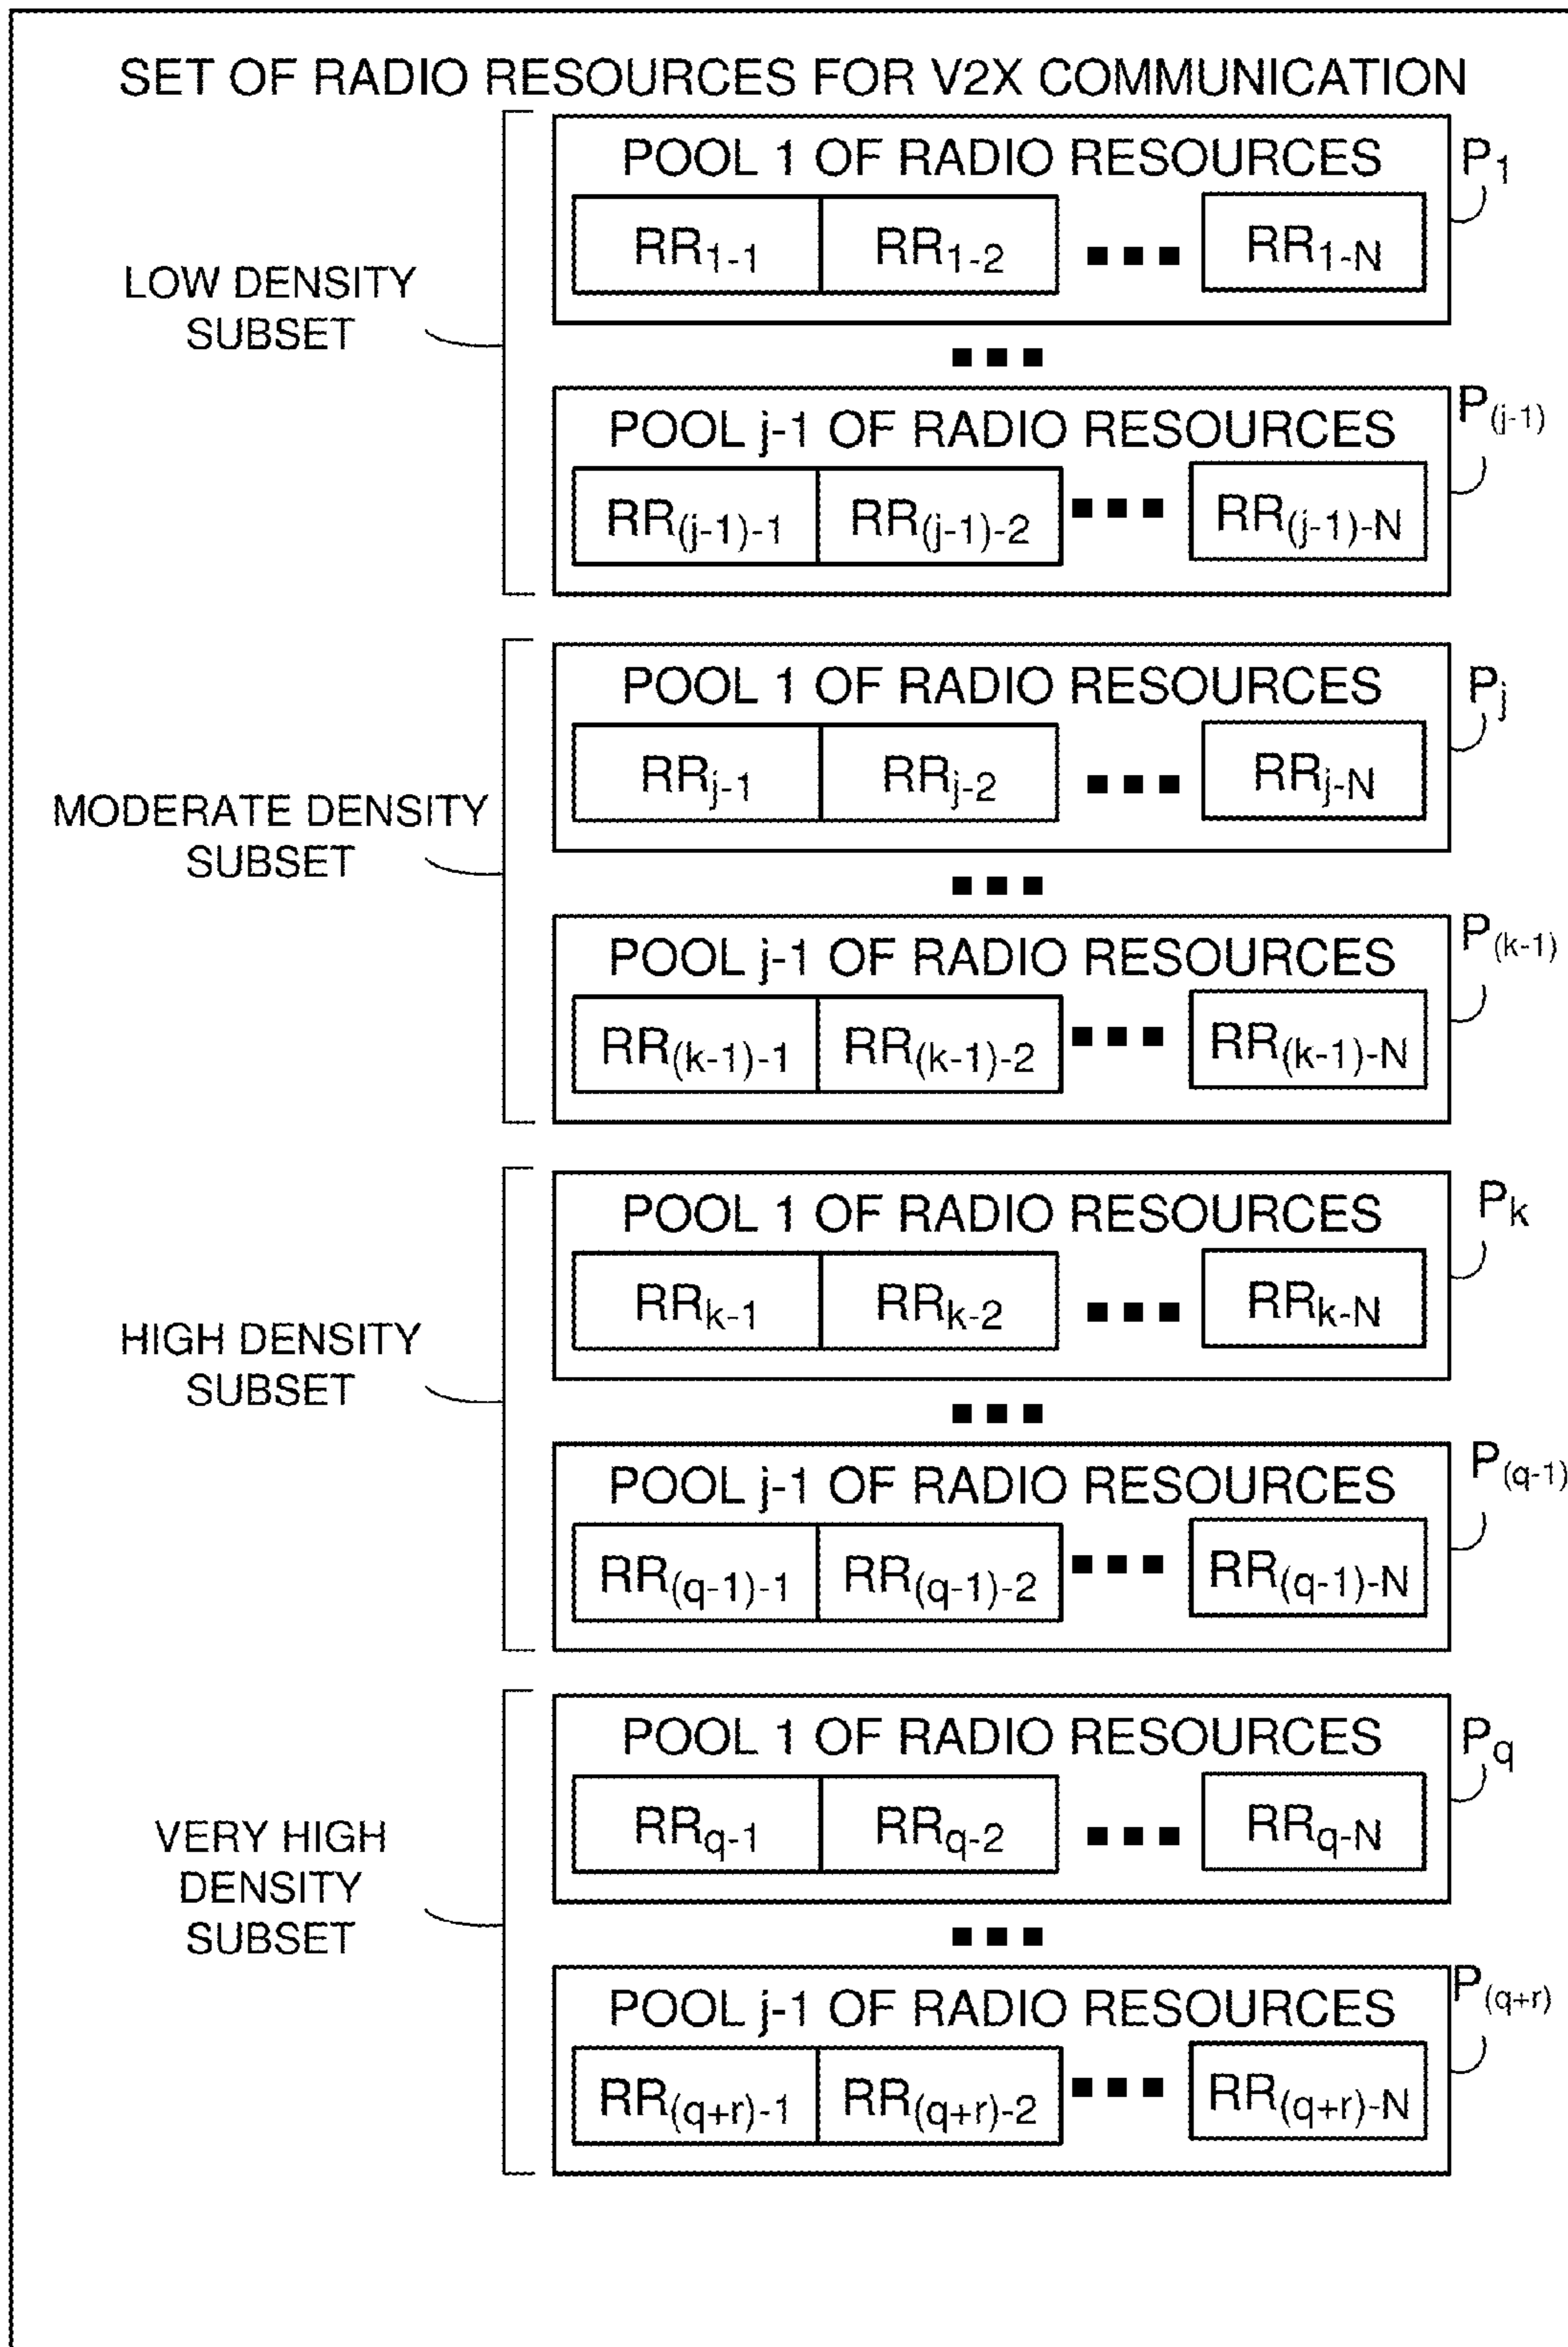 SET OF RADIO RESOURCES FOR V2X COMMUNICATION
LOW DENSITY
SUBSET
POOL 1 OF RADIO RESOURCES P1
RR1-1 RR1-2 RR1-N
POOL j-1 OF RADIO RESOURCES P(j-1)
RR(j-1)-1 RR(j-1)-2 RR(j-1)-N
MODERATE DENSITY
SUBSET
POOL 1 OF RADIO RESOURCES Pj
RRj-1 RRj-2 RRj-N
POOL j-1 OF RADIO RESOURCES P(k-1)
RR(k-1)-1 RR(k-1)-2 RR(k-1)-N
HIGH DENSITY
SUBSET
POOL 1 OF RADIO RESOURCES Pk
RRk-1 RRk-2 RRk-N
POOL j-1 OF RADIO RESOURCES P(q-1)
RR(q-1)-1 RR(q-1)-2 RR(q-1)-N
VERY HIGH
DENSITY
SUBSET
POOL 1 OF RADIO RESOURCES Pq
RRq-1 RRq-2 RRq-N
POOL j-1 OF RADIO RESOURCES P(q+r)
RR(q+r)-1 RR(q+r)-2 RR(q+r)-N